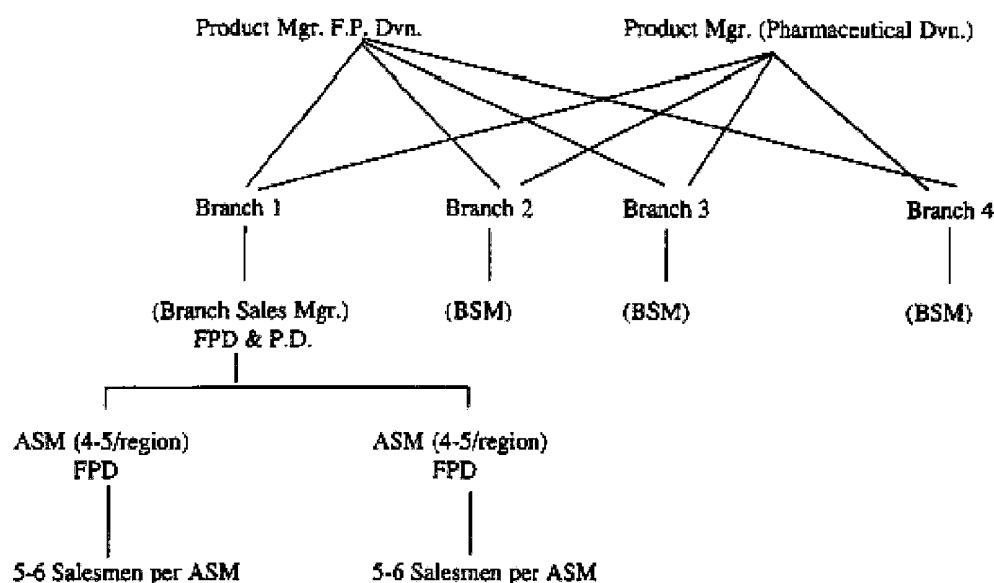 Product Mgr. F.P. Dvn.
Product Mgr. (Pharmaceutical Dvn.)
Branch 1
Branch 2
Branch 3
Branch 4
(Branch Sales Mgr.)
FPD & P.D.
(BSM)
(BSM)
(BSM)
ASM (4-5/region)
FPD
ASM (4-5/region)
FPD
5-6 Salesmen per ASM
5-6 Salesmen per ASM